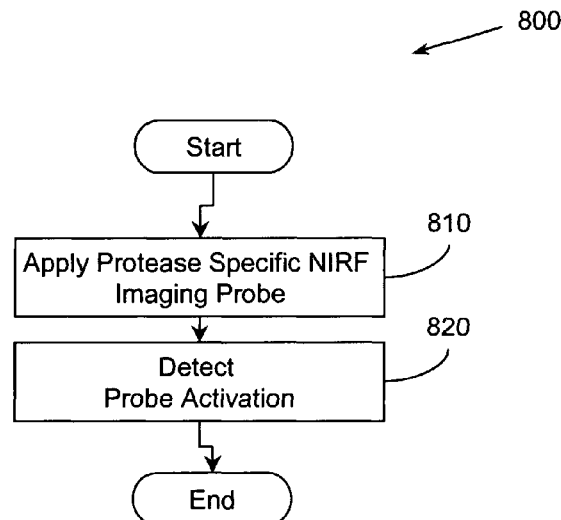 800
Start
810
Apply Protease Specific NIRF
Imaging Probe
820
Detect
Probe Activation
End